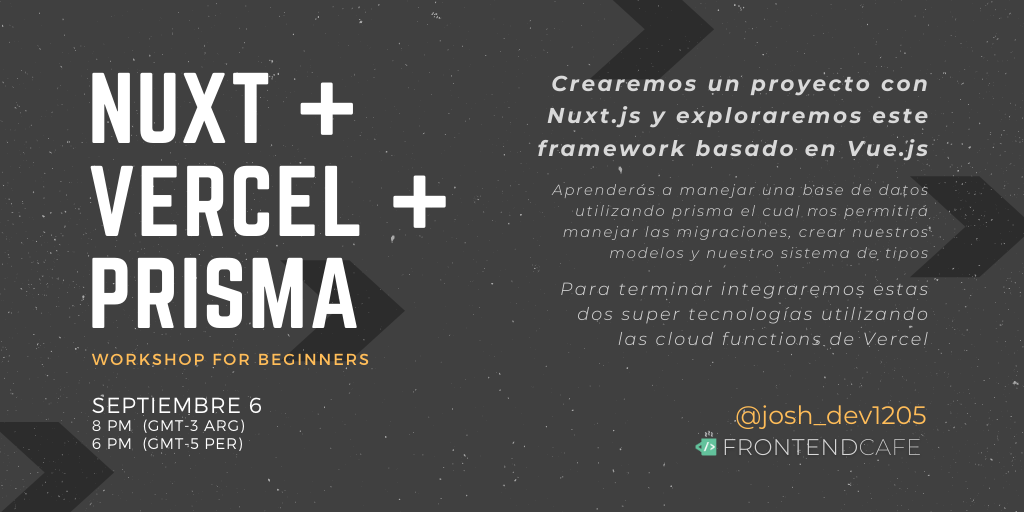 NUXT +
VERCEL +
PRISMA
WORKSHOP FOR BEGINNERS
SEPTIEMBRE 6
8 PM (GMT-3 ARG)
6 PM (GMT-5 PER)
Crearemos un proyecto con
Nuxt.js y exploraremos este
framework basado en Vue.js
Aprenderás a manejar una base de datos
utilizando prisma el cual nos permitirá
manejar las migraciones, crear nuestros
modelos y nuestro sistema de tipos
Para terminar integraremos estas
dos super tecnologías utilizando
las cloud functions de Vercel
@josh_dev1205
</> FRONTENDCAFE